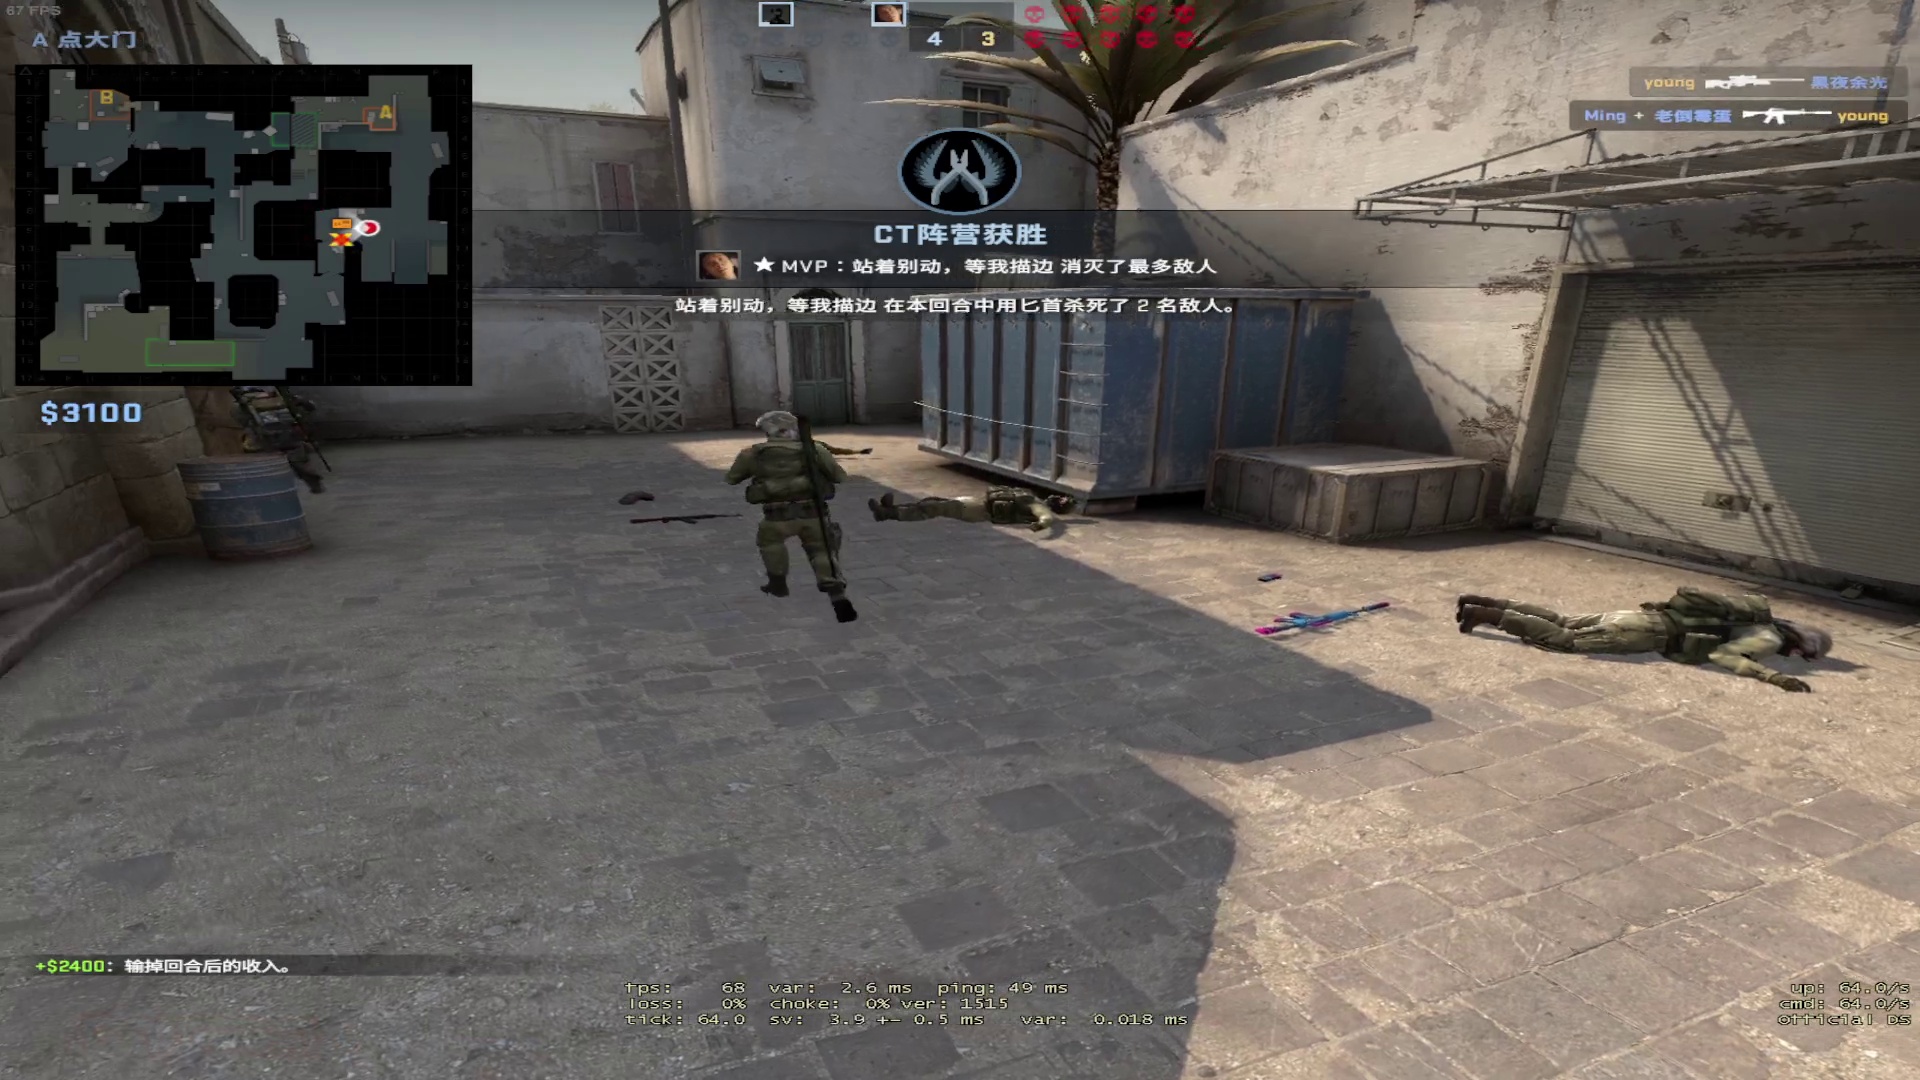 67 FPS
A 点大门
B
A
4 3
young 黑夜余光
Ming + 老倒霉蛋 young
CT阵营获胜
★ MVP：站着别动，等我描边 消灭了最多敌人
站着别动，等我描边 在本回合中用匕首杀死了 2 名敌人。
$3100
+$2400：输掉回合后的收入。
fps: 68 var: 2.6 ms ping: 49 ms
loss: 0% choke: 0% ver: 1515
tick: 64.0 sv: 3.9 +- 0.5 ms var: 0.018 ms
up: 64.0/s
cmd: 64.0/s
Official DS